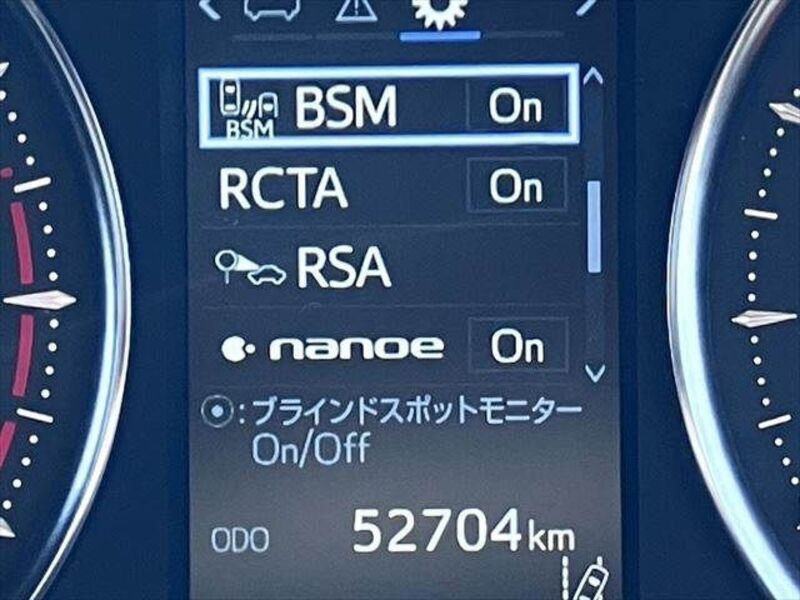 BSM BSM On
RCTA On
RSA
nanoe On
:ブラインドスポットモニター
On/Off
ODO 52704km